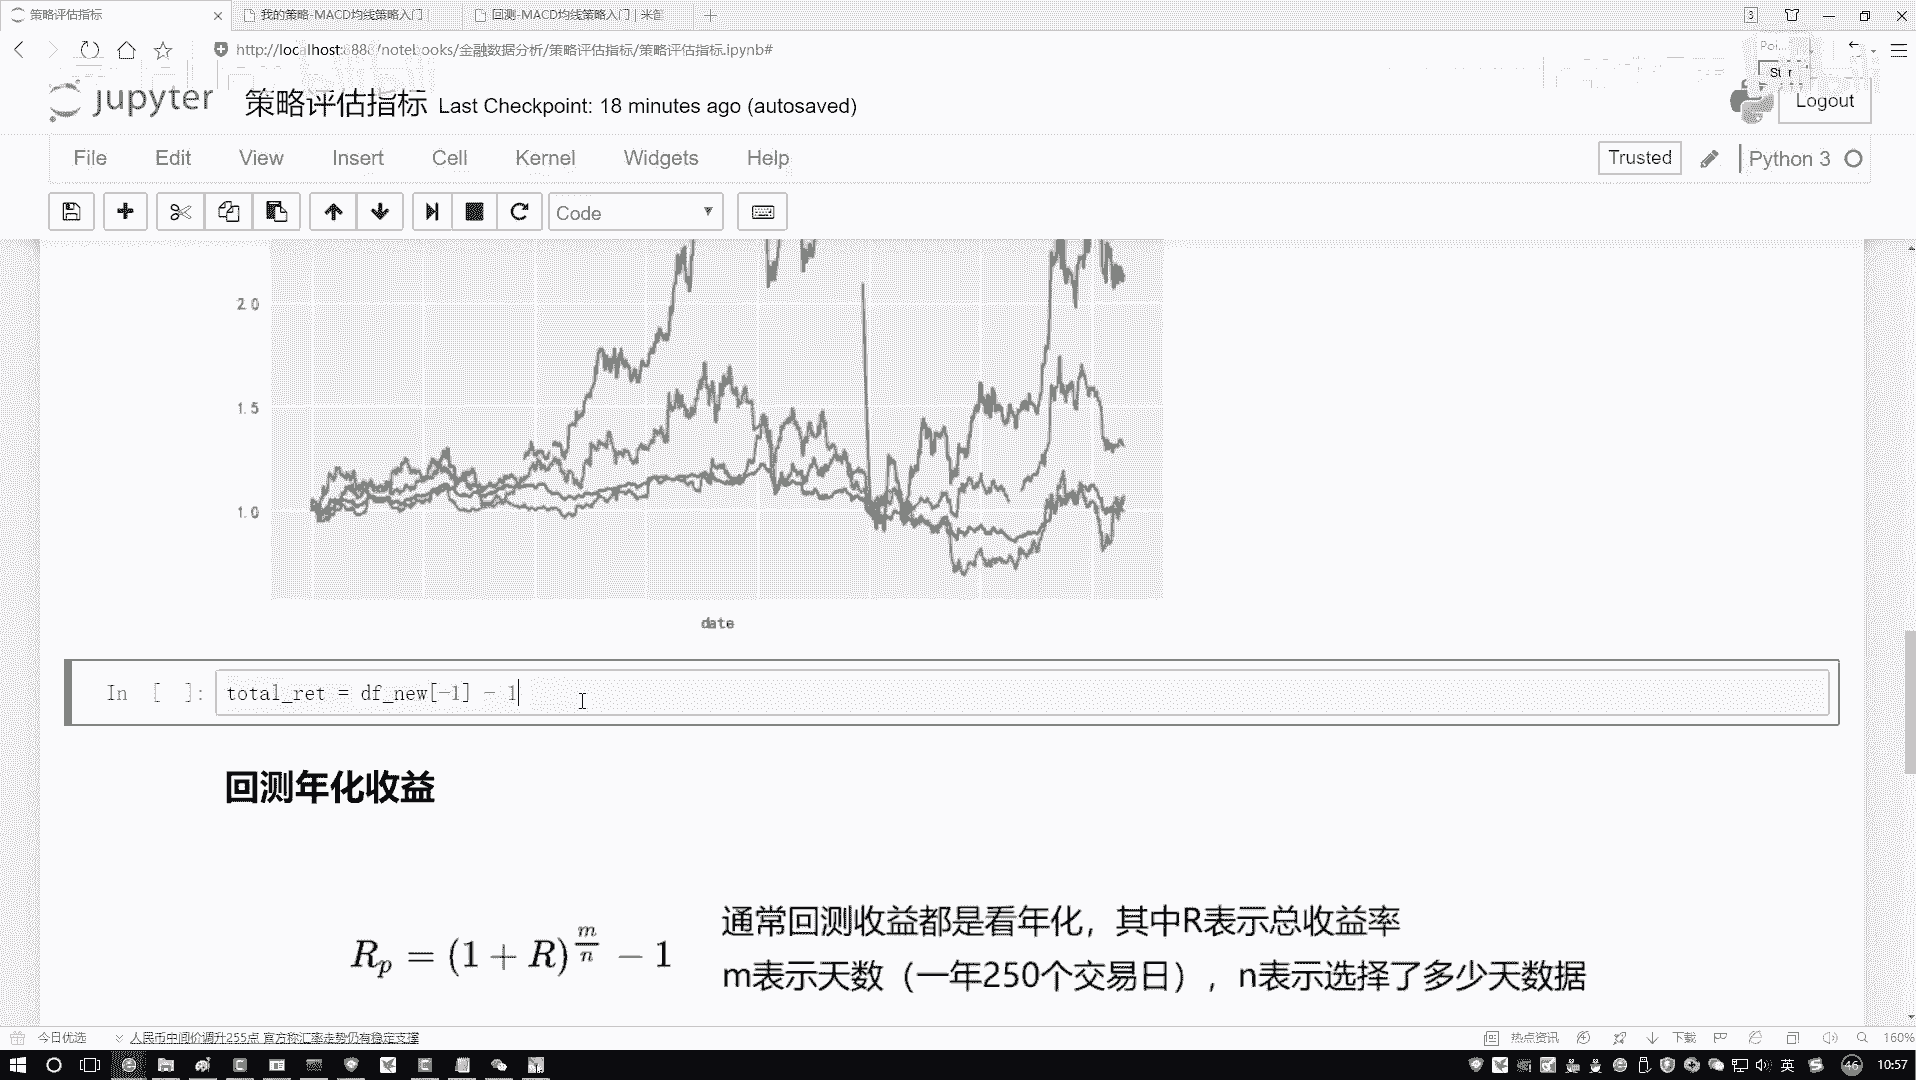 策略评估指标
我的策略-MACD均线策略入门
回测-MACD均线策略入门 | 米筐
3
http://localhost:888/notebooks/金融数据分析/策略评估指标/策略评估指标.ipynb#
jupyter 策略评估指标 Last Checkpoint: 18 minutes ago (autosaved)
Logout
File Edit View Insert Cell Kernel Widgets Help
Trusted
Python 3
Code
2.0
1.5
1.0
date
In [ ]: total_ret = df_new[-1] - 1
回测年化收益
R_p = (1 + R)^{m/n} - 1
通常回测收益都是看年化，其中R表示总收益率
m表示天数（一年250个交易日），n表示选择了多少天数据
今日优选
人民币中间价调升255点 官方称汇率走势仍有稳定支撑
热点资讯
下载
160%
英
46
10:57